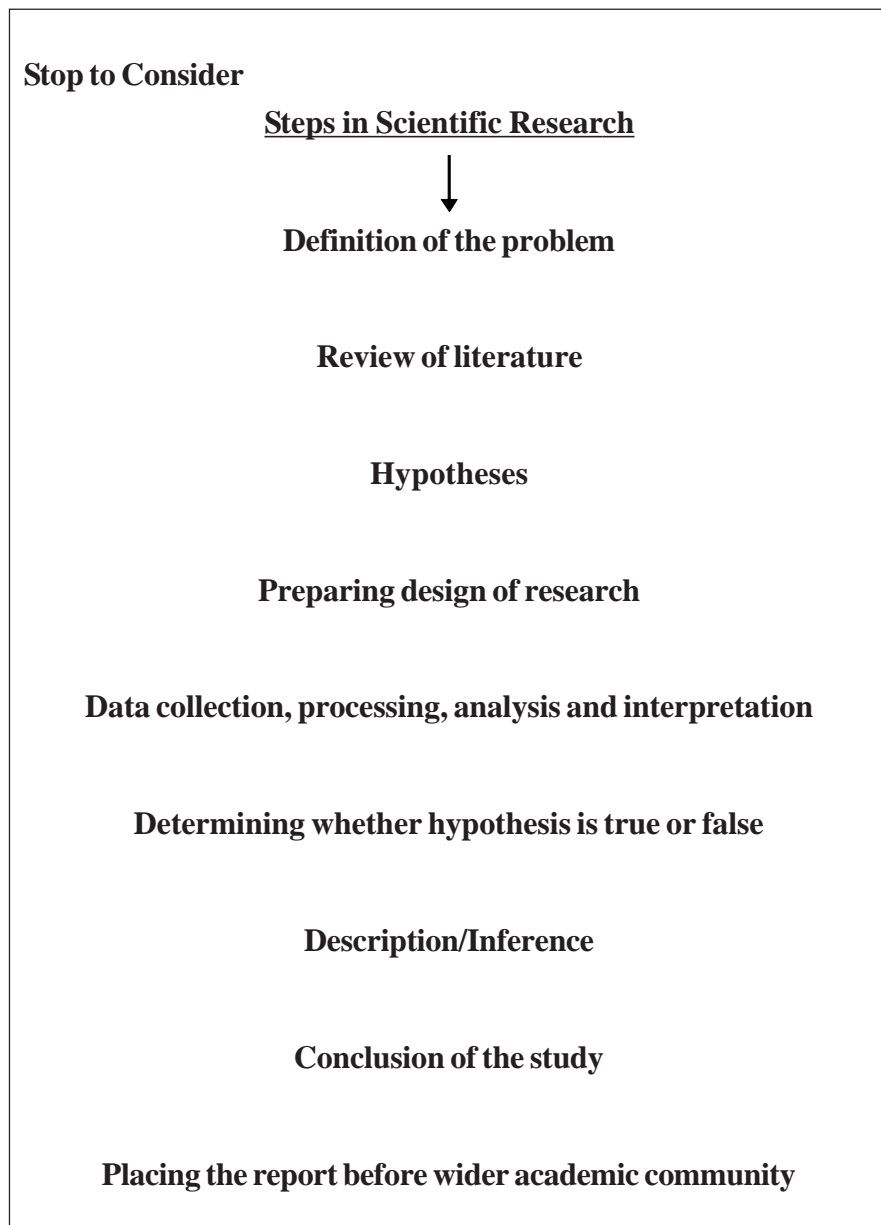 Stop to Consider
Steps in Scientific Research
Definition of the problem
Review of literature
Hypotheses
Preparing design of research
Data collection, processing, analysis and interpretation
Determining whether hypothesis is true or false
Description/Inference
Conclusion of the study
Placing the report before wider academic community